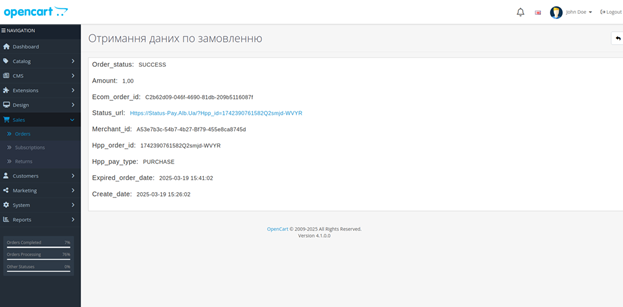 opencart
John Doe
Logout
NAVIGATION
Dashboard
Catalog
CMS
Extensions
Design
Sales
Orders
Subscriptions
Returns
Customers
Marketing
System
Reports
Orders Completed 7%
Orders Processing 76%
Other Statuses 0%
Отримання даних по замовленню
Order_status: SUCCESS
Amount: 1,00
Ecom_order_id: C2b62d09-046f-4690-81db-209b5116087f
Status_url: Https://Status-Pay.Alb.Ua/?Hpp_id=1742390761582Q2smjd-WVYR
Merchant_id: A53e7b3c-54b7-4b27-Bf79-455e8ca8745d
Hpp_order_id: 1742390761582Q2smjd-WVYR
Hpp_pay_type: PURCHASE
Expired_order_date: 2025-03-19 15:41:02
Create_date: 2025-03-19 15:26:02
OpenCart © 2009-2025 All Rights Reserved.
Version 4.1.0.0